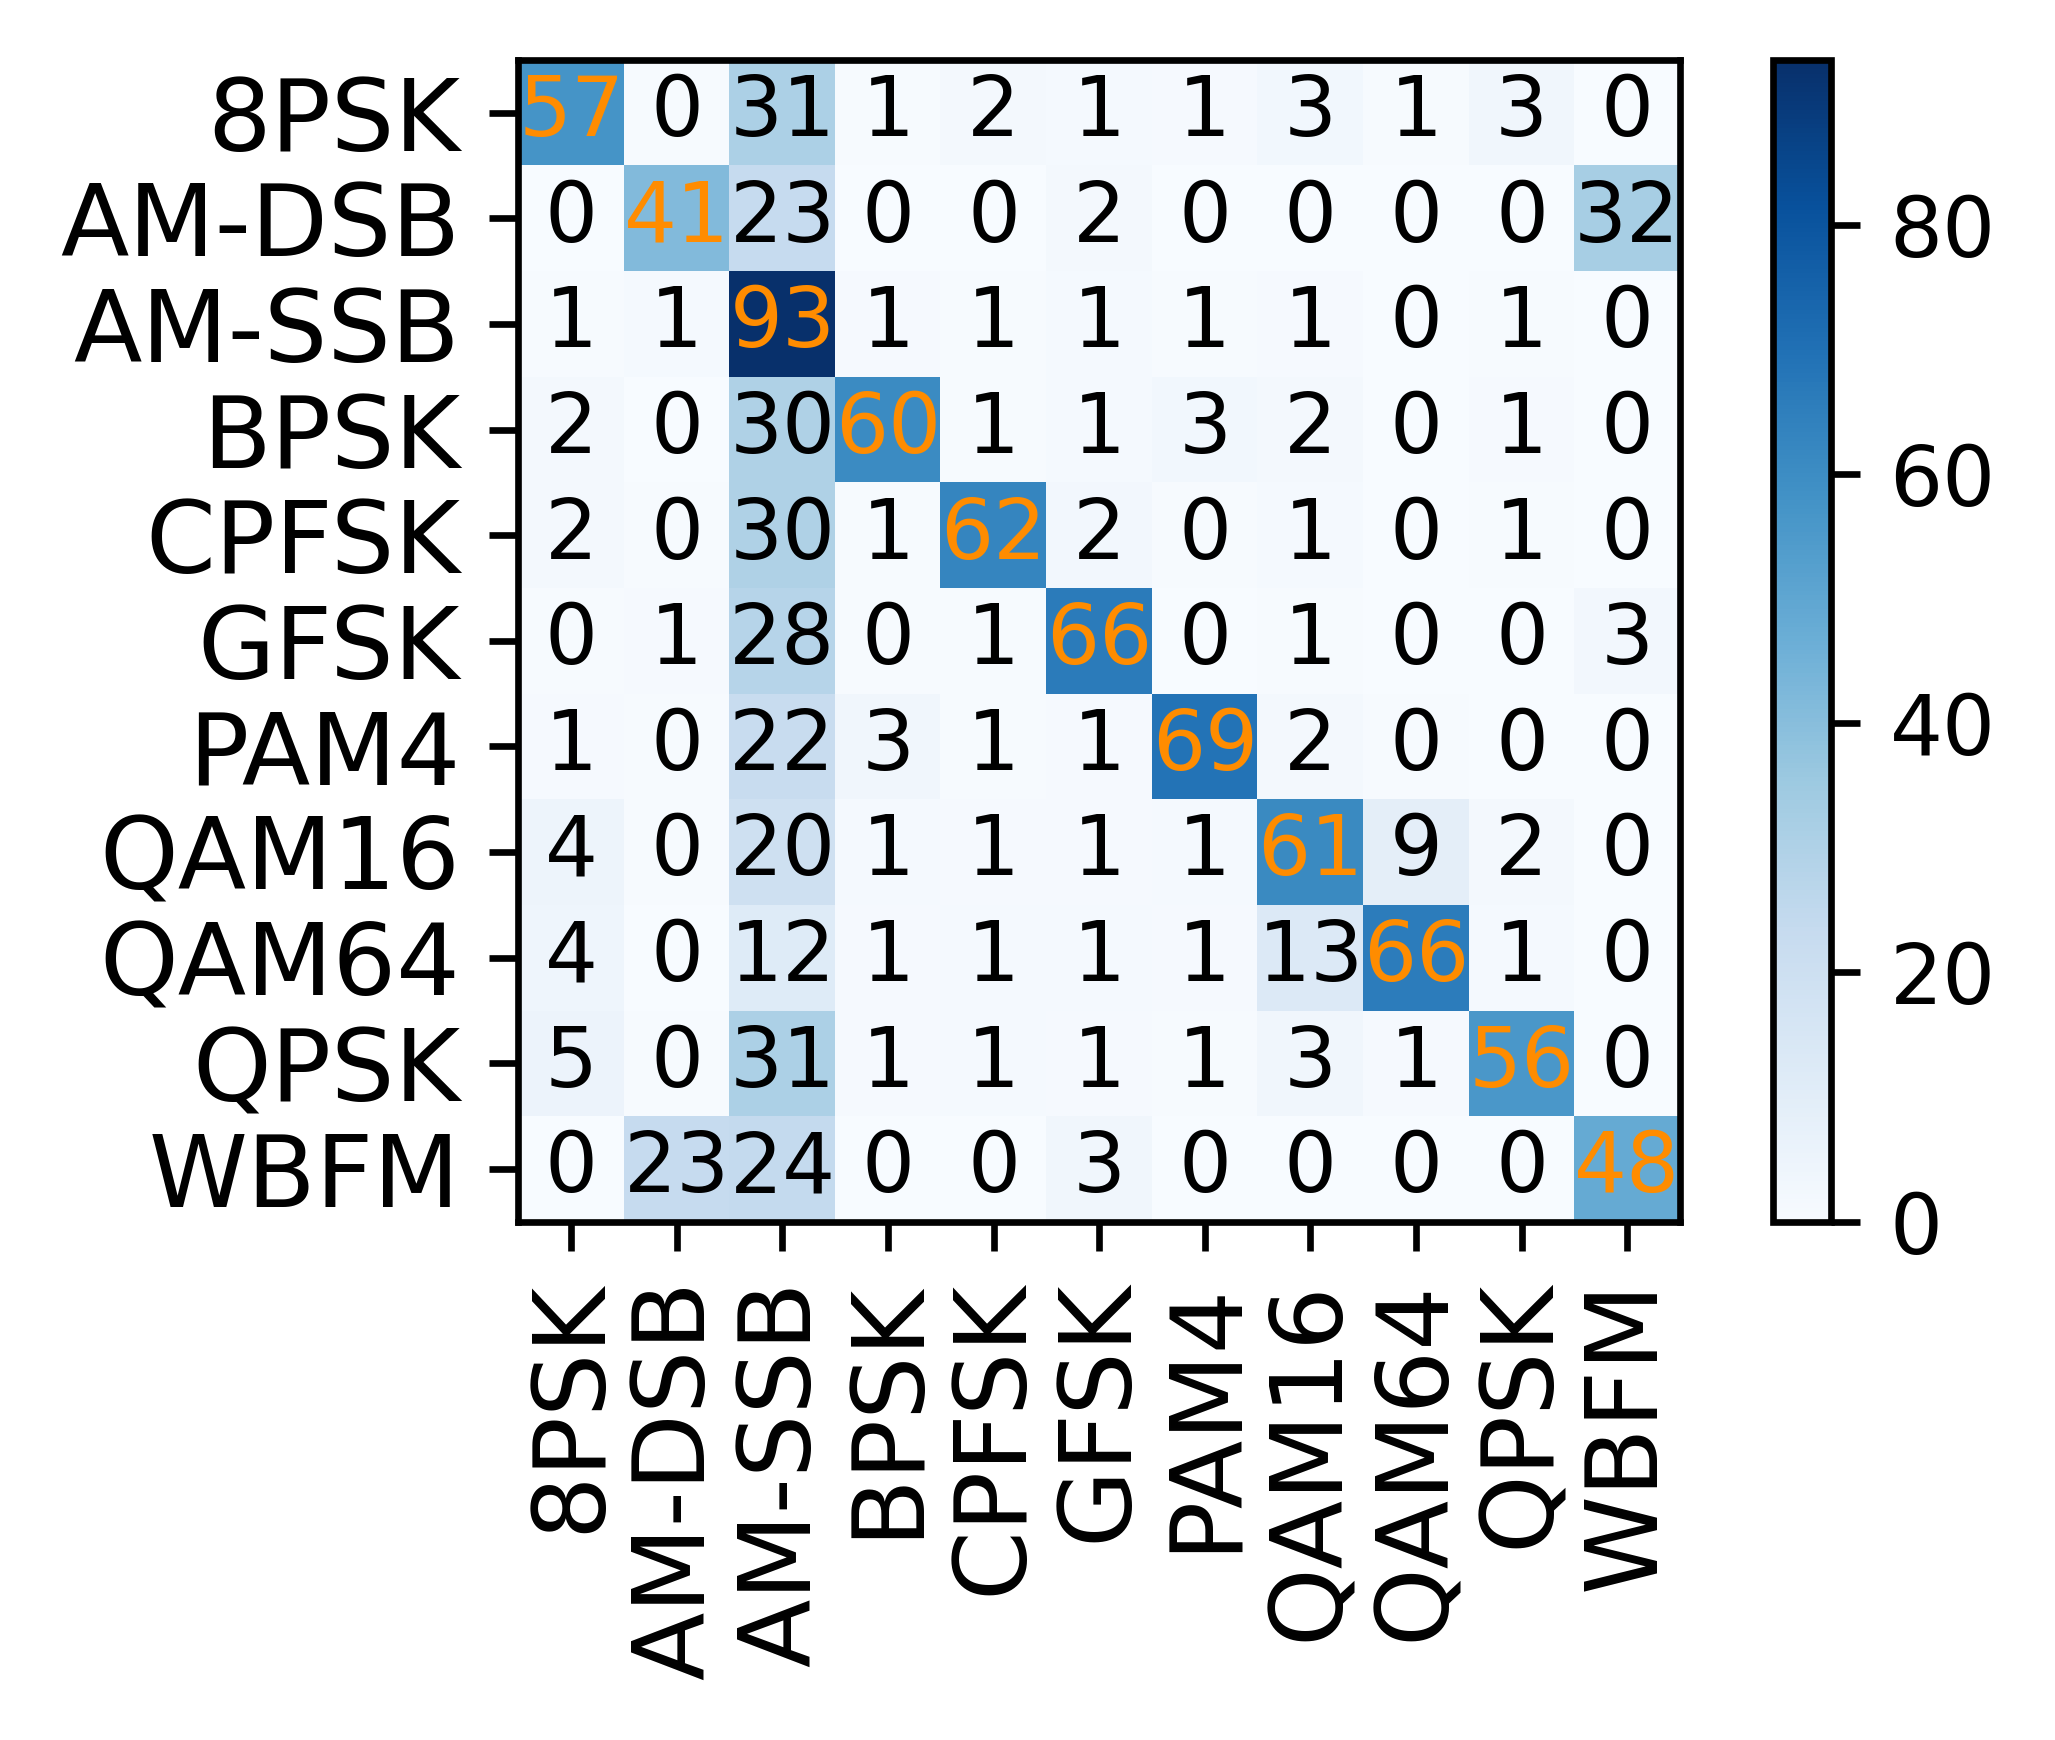 8PSK 57 0 31 1 2 1 1 3 1 3 0
AM-DSB 0 41 23 0 0 2 0 0 0 0 32
AM-SSB 1 1 93 1 1 1 1 1 0 1 0
BPSK 2 0 30 60 1 1 3 2 0 1 0
CPFSK 2 0 30 1 62 2 0 1 0 1 0
GFSK 0 1 28 0 1 66 0 1 0 0 3
PAM4 1 0 22 3 1 1 69 2 0 0 0
QAM16 4 0 20 1 1 1 1 61 9 2 0
QAM64 4 0 12 1 1 1 1 13 66 1 0
QPSK 5 0 31 1 1 1 1 3 1 56 0
WBFM 0 23 24 0 0 3 0 0 0 0 48
8PSK
AM-DSB
AM-SSB
BPSK
CPFSK
GFSK
PAM4
QAM16
QAM64
QPSK
WBFM
80
60
40
20
0